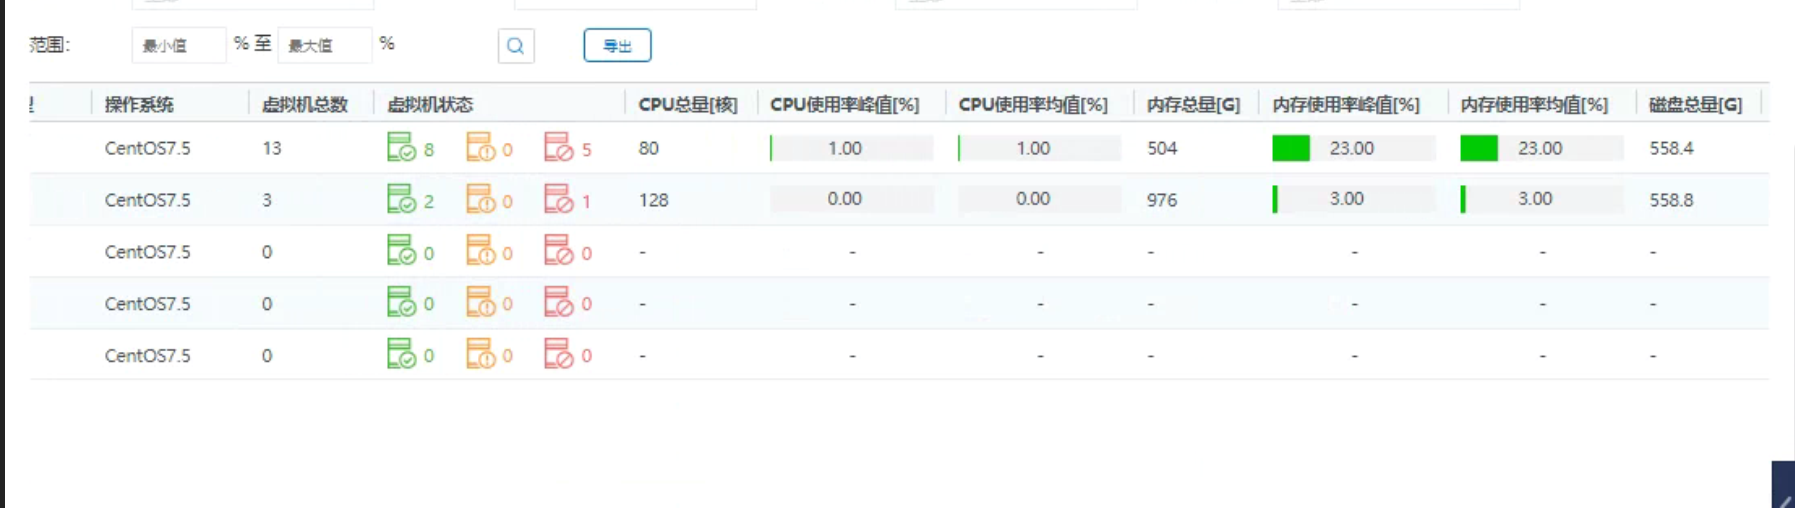 范围: 最小值 % 至 最大值 % 导出
操作系统 虚拟机总数 虚拟机状态 CPU总量[核] CPU使用率峰值[%] CPU使用率均值[%] 内存总量[G] 内存使用率峰值[%] 内存使用率均值[%] 磁盘总量[G]
CentOS7.5 13 8 0 5 80 1.00 1.00 504 23.00 23.00 558.4
CentOS7.5 3 2 0 1 128 0.00 0.00 976 3.00 3.00 558.8
CentOS7.5 0 0 0 0 - - - - - - -
CentOS7.5 0 0 0 0 - - - - - - -
CentOS7.5 0 0 0 0 - - - - - - -